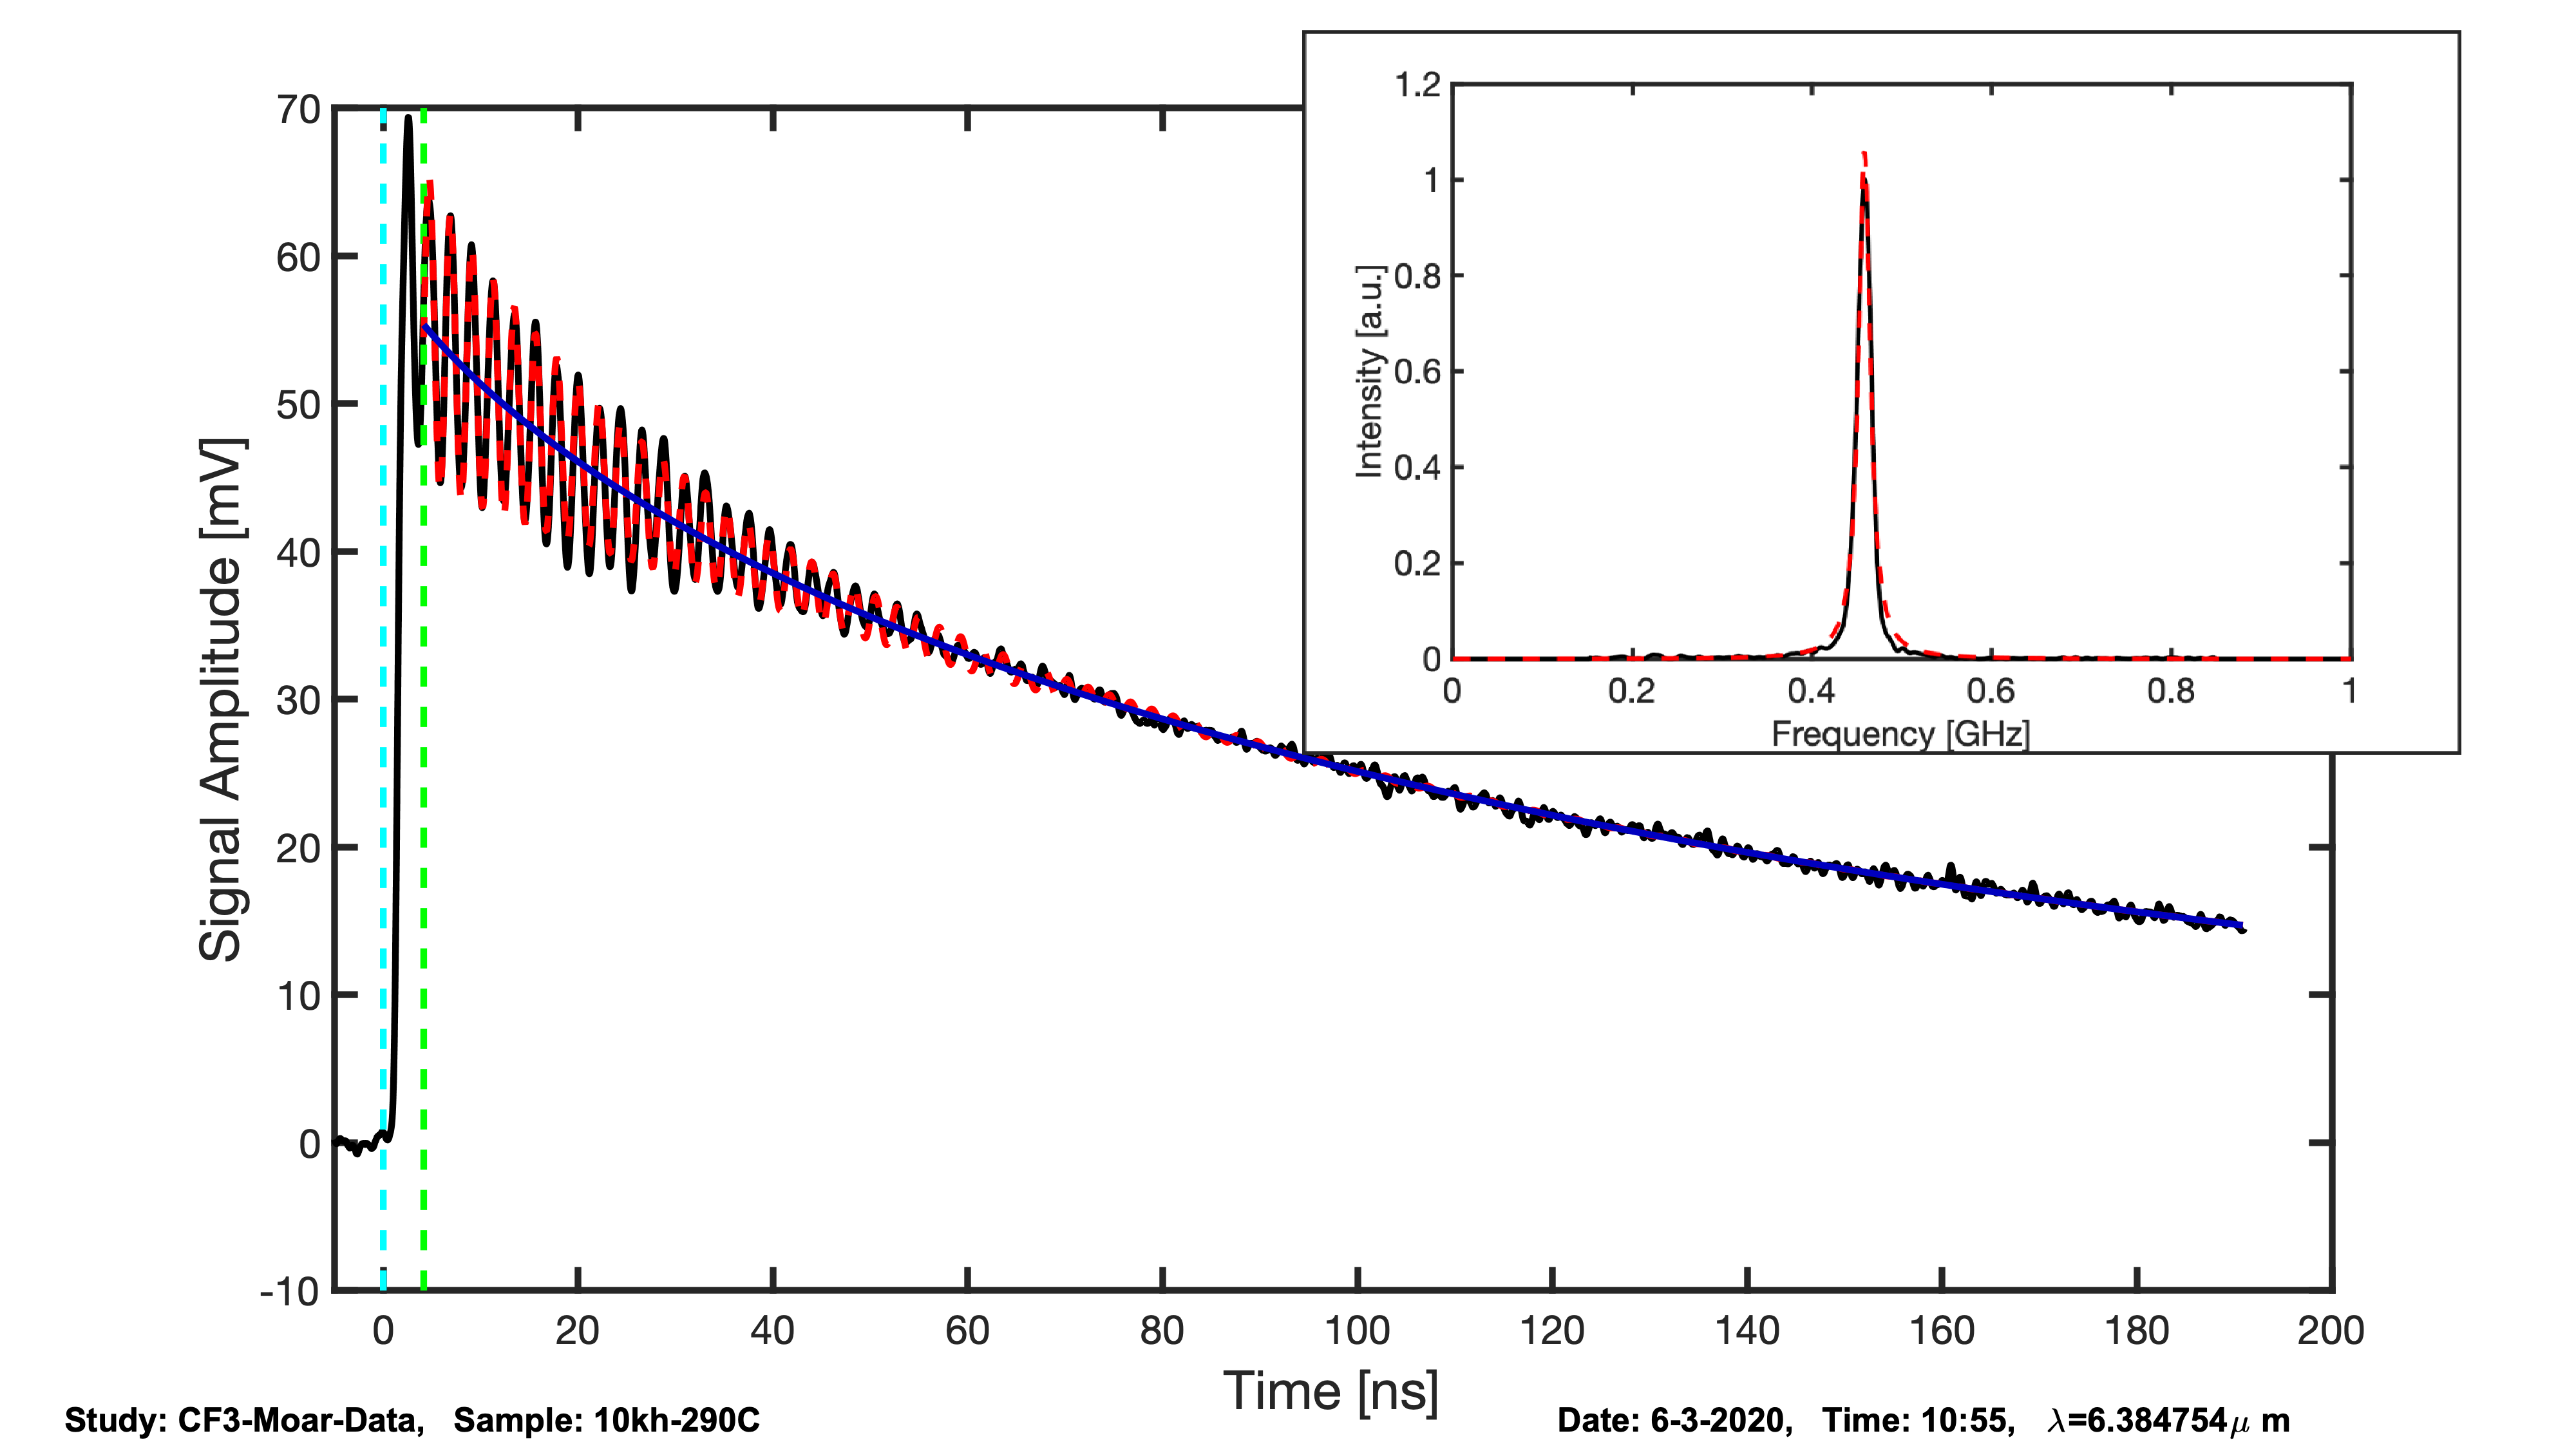 1.2
1
0.8
0.6
0.4
0.2
0
Intensity [a.u.]
0 0.2 0.4 0.6 0.8 1
Frequency [GHz]
70
60
50
40
30
20
10
0
-10
Signal Amplitude [mV]
0 20 40 60 80 100 120 140 160 180 200
Time [ns]
Study: CF3-Moar-Data, Sample: 10kh-290C
Date: 6-3-2020, Time: 10:55, λ=6.384754μ m